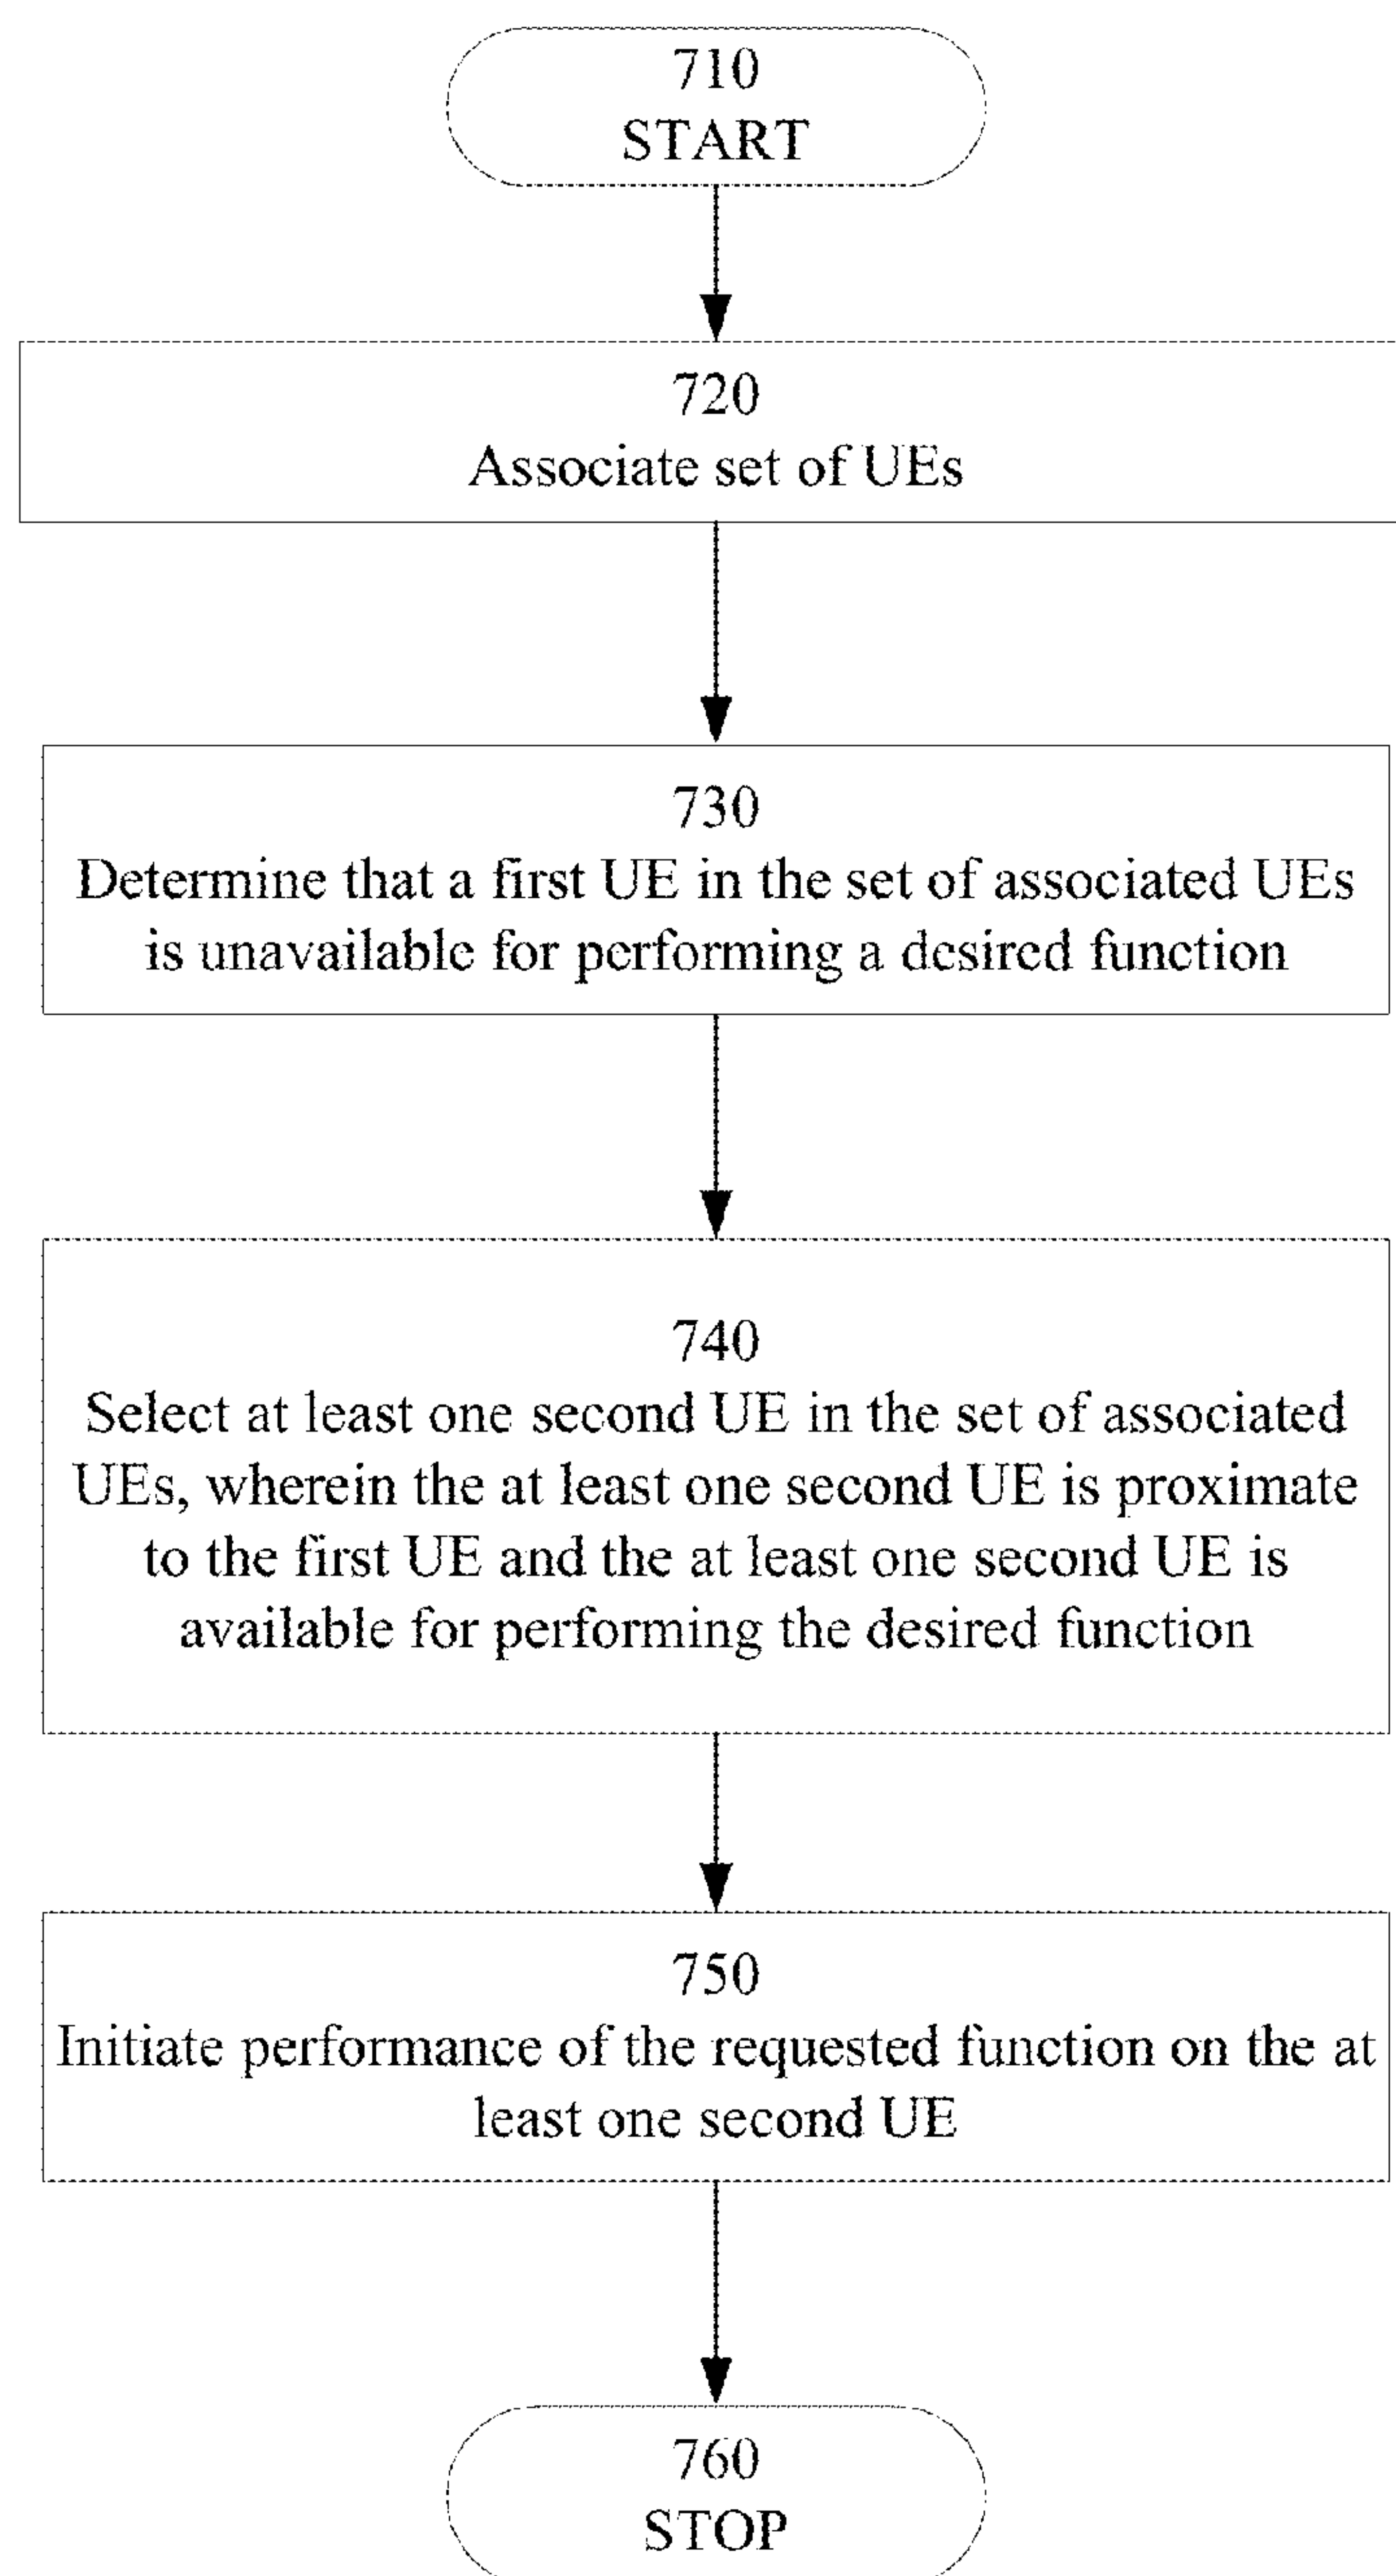 710
START
720
Associate set of UEs
730
Determine that a first UE in the set of associated UEs
is unavailable for performing a desired function
740
Select at least one second UE in the set of associated
UEs, wherein the at least one second UE is proximate
to the first UE and the at least one second UE is
available for performing the desired function
750
Initiate performance of the requested function on the at
least one second UE
760
STOP